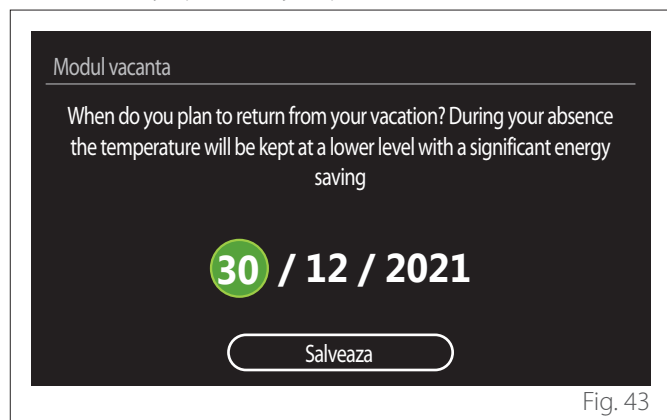 Modul vacanta
When do you plan to return from your vacation? During your absence
the temperature will be kept at a lower level with a significant energy
saving
30 / 12 / 2021
Salveaza
Fig. 43